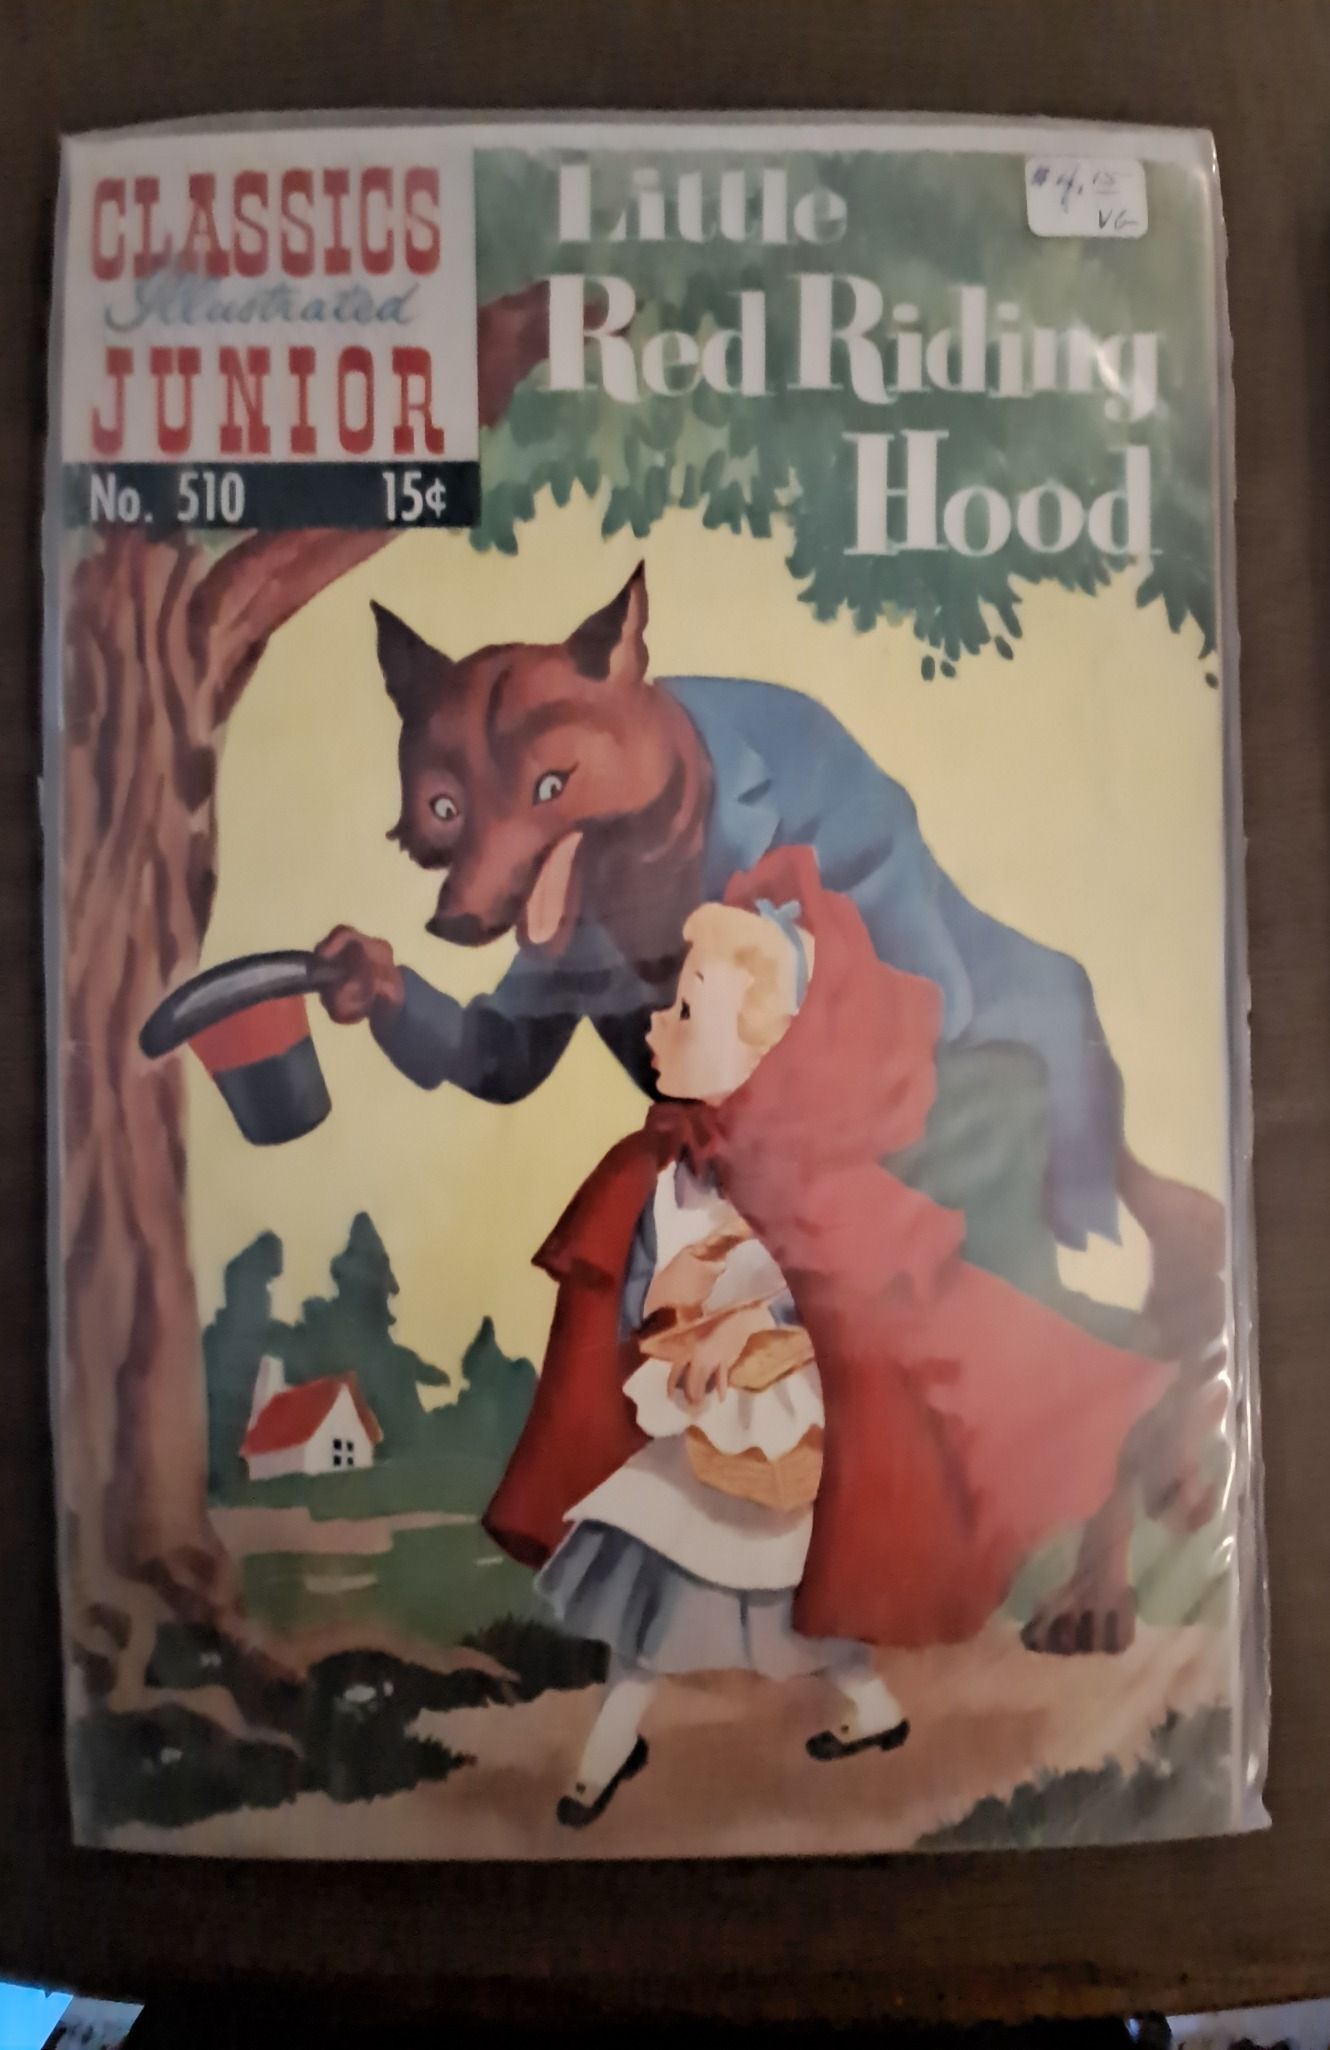 CLASSICS
Illustrated
JUNIOR
No. 510 15¢
Little
Red Riding
Hood
VG